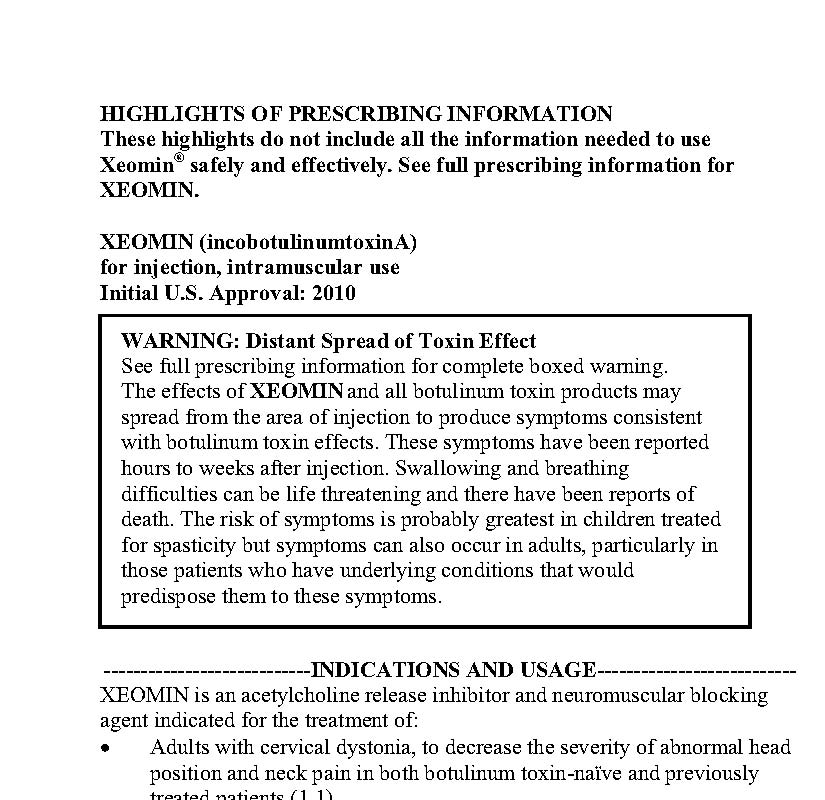 HIGHLIGHTS OF PRESCRIBING INFORMATION
These highlights do not include all the information needed to use
Xeomin® safely and effectively. See full prescribing information for
XEOMIN.
XEOMIN (incobotulinumtoxinA)
for injection, intramuscular use
Initial U.S. Approval: 2010
WARNING: Distant Spread of Toxin Effect
See full prescribing information for complete boxed warning.
The effects of XEOMIN and all botulinum toxin products may
spread from the area of injection to produce symptoms consistent
with botulinum toxin effects. These symptoms have been reported
hours to weeks after injection. Swallowing and breathing
difficulties can be life threatening and there have been reports of
death. The risk of symptoms is probably greatest in children treated
for spasticity but symptoms can also occur in adults, particularly in
those patients who have underlying conditions that would
predispose them to these symptoms.
----------------------------INDICATIONS AND USAGE---------------------------
XEOMIN is an acetylcholine release inhibitor and neuromuscular blocking
agent indicated for the treatment of:
• Adults with cervical dystonia, to decrease the severity of abnormal head
position and neck pain in both botulinum toxin-naïve and previously
treated patients (1.1)